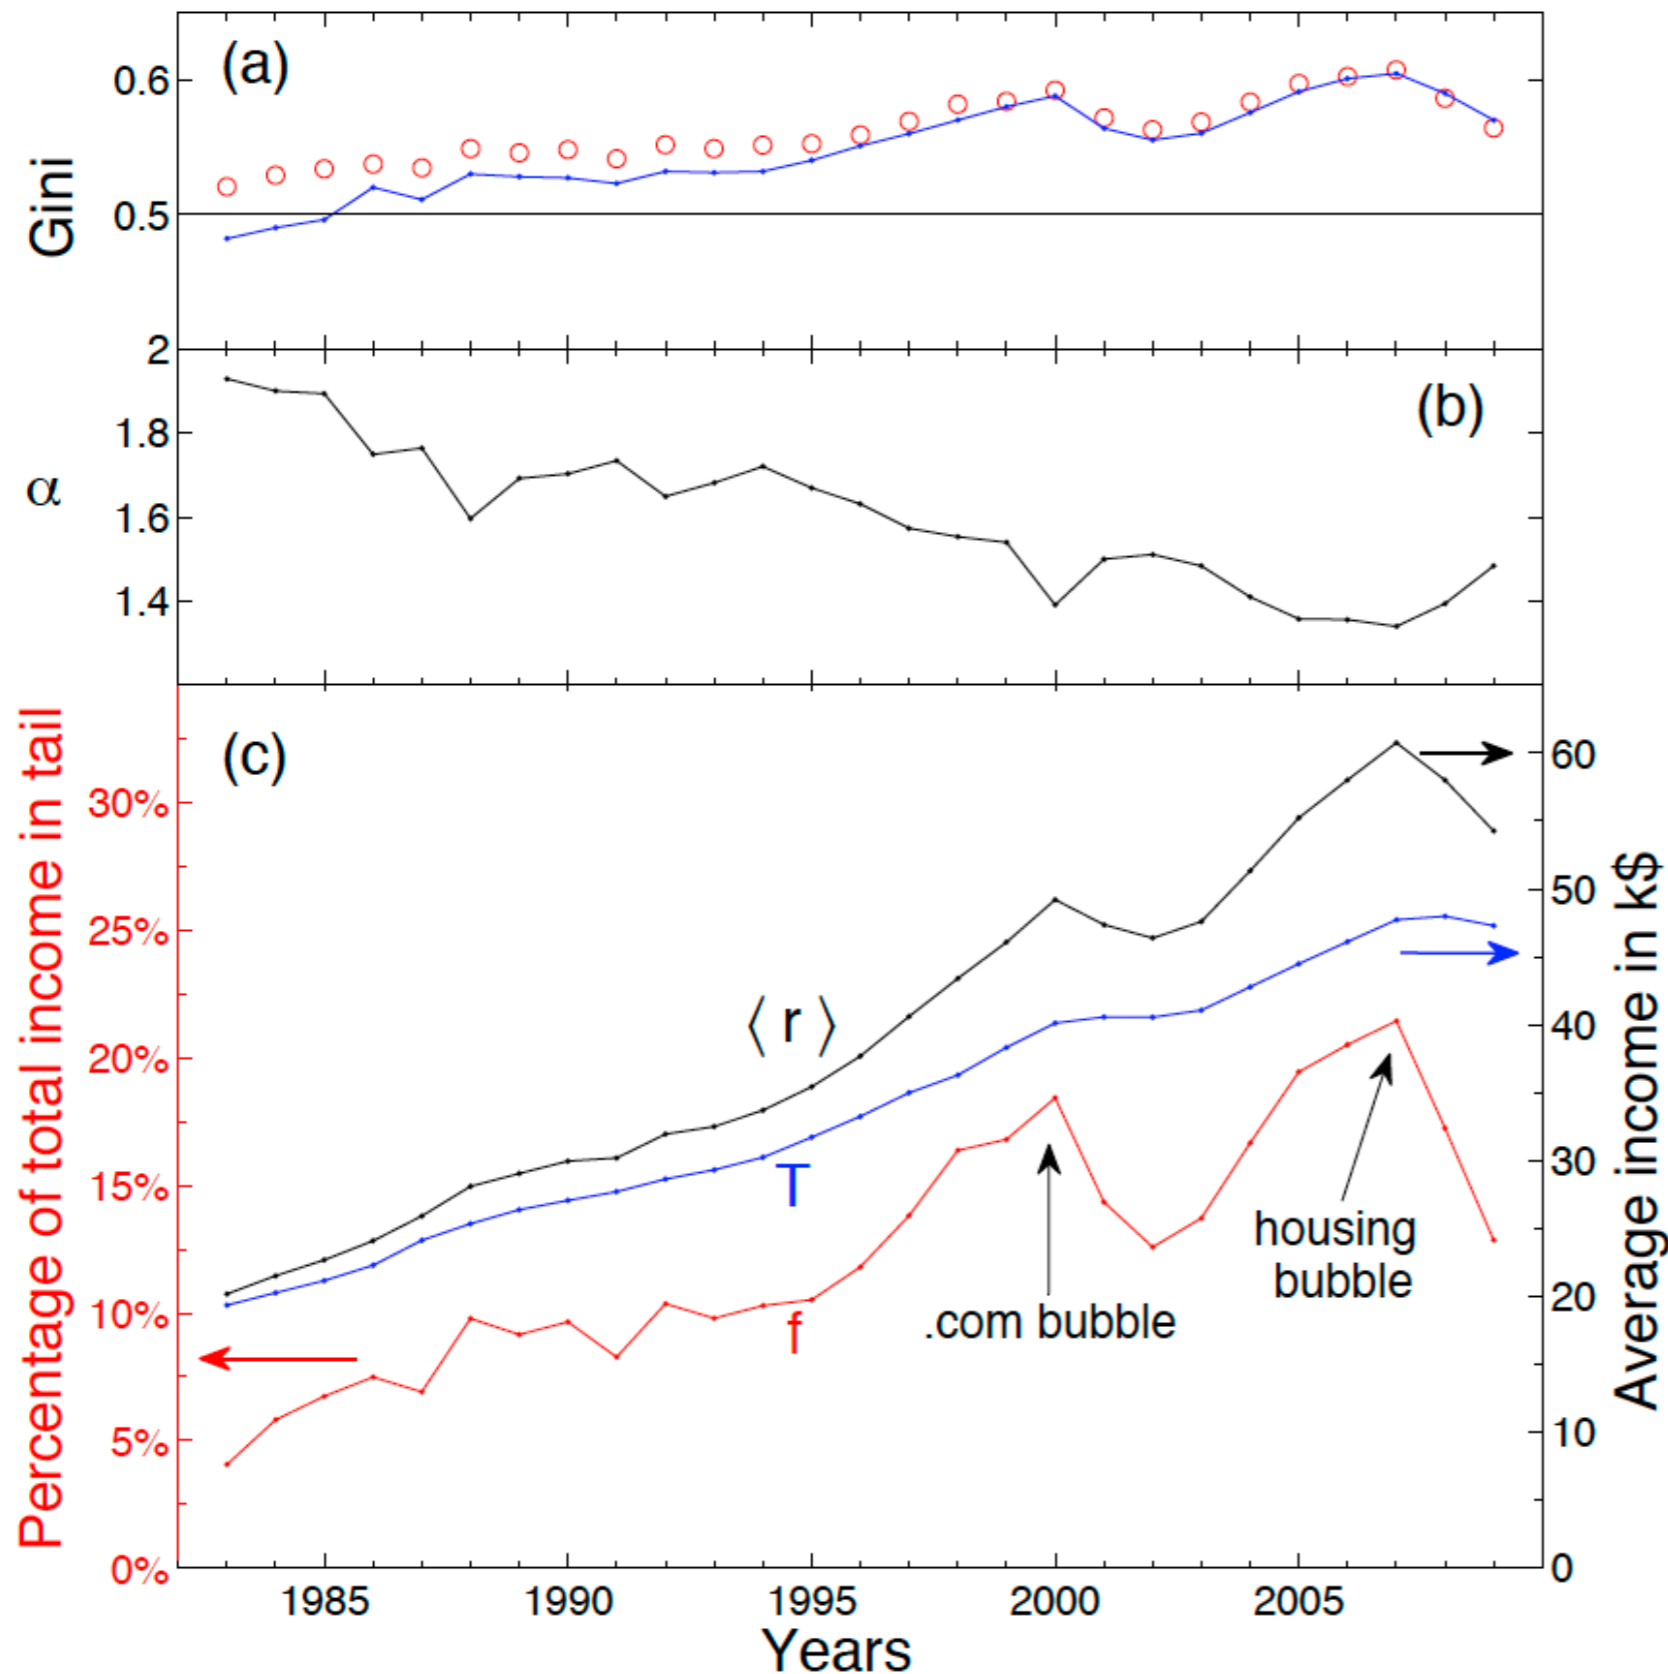 (a)
Gini
0.6
0.5
(b)
α
2
1.8
1.6
1.4
(c)
Percentage of total income in tail
30%
25%
20%
15%
10%
5%
0%
Average income in k$
60
50
40
30
20
10
0
⟨ r ⟩
T
f
.com bubble
housing
bubble
1985 1990 1995 2000 2005
Years